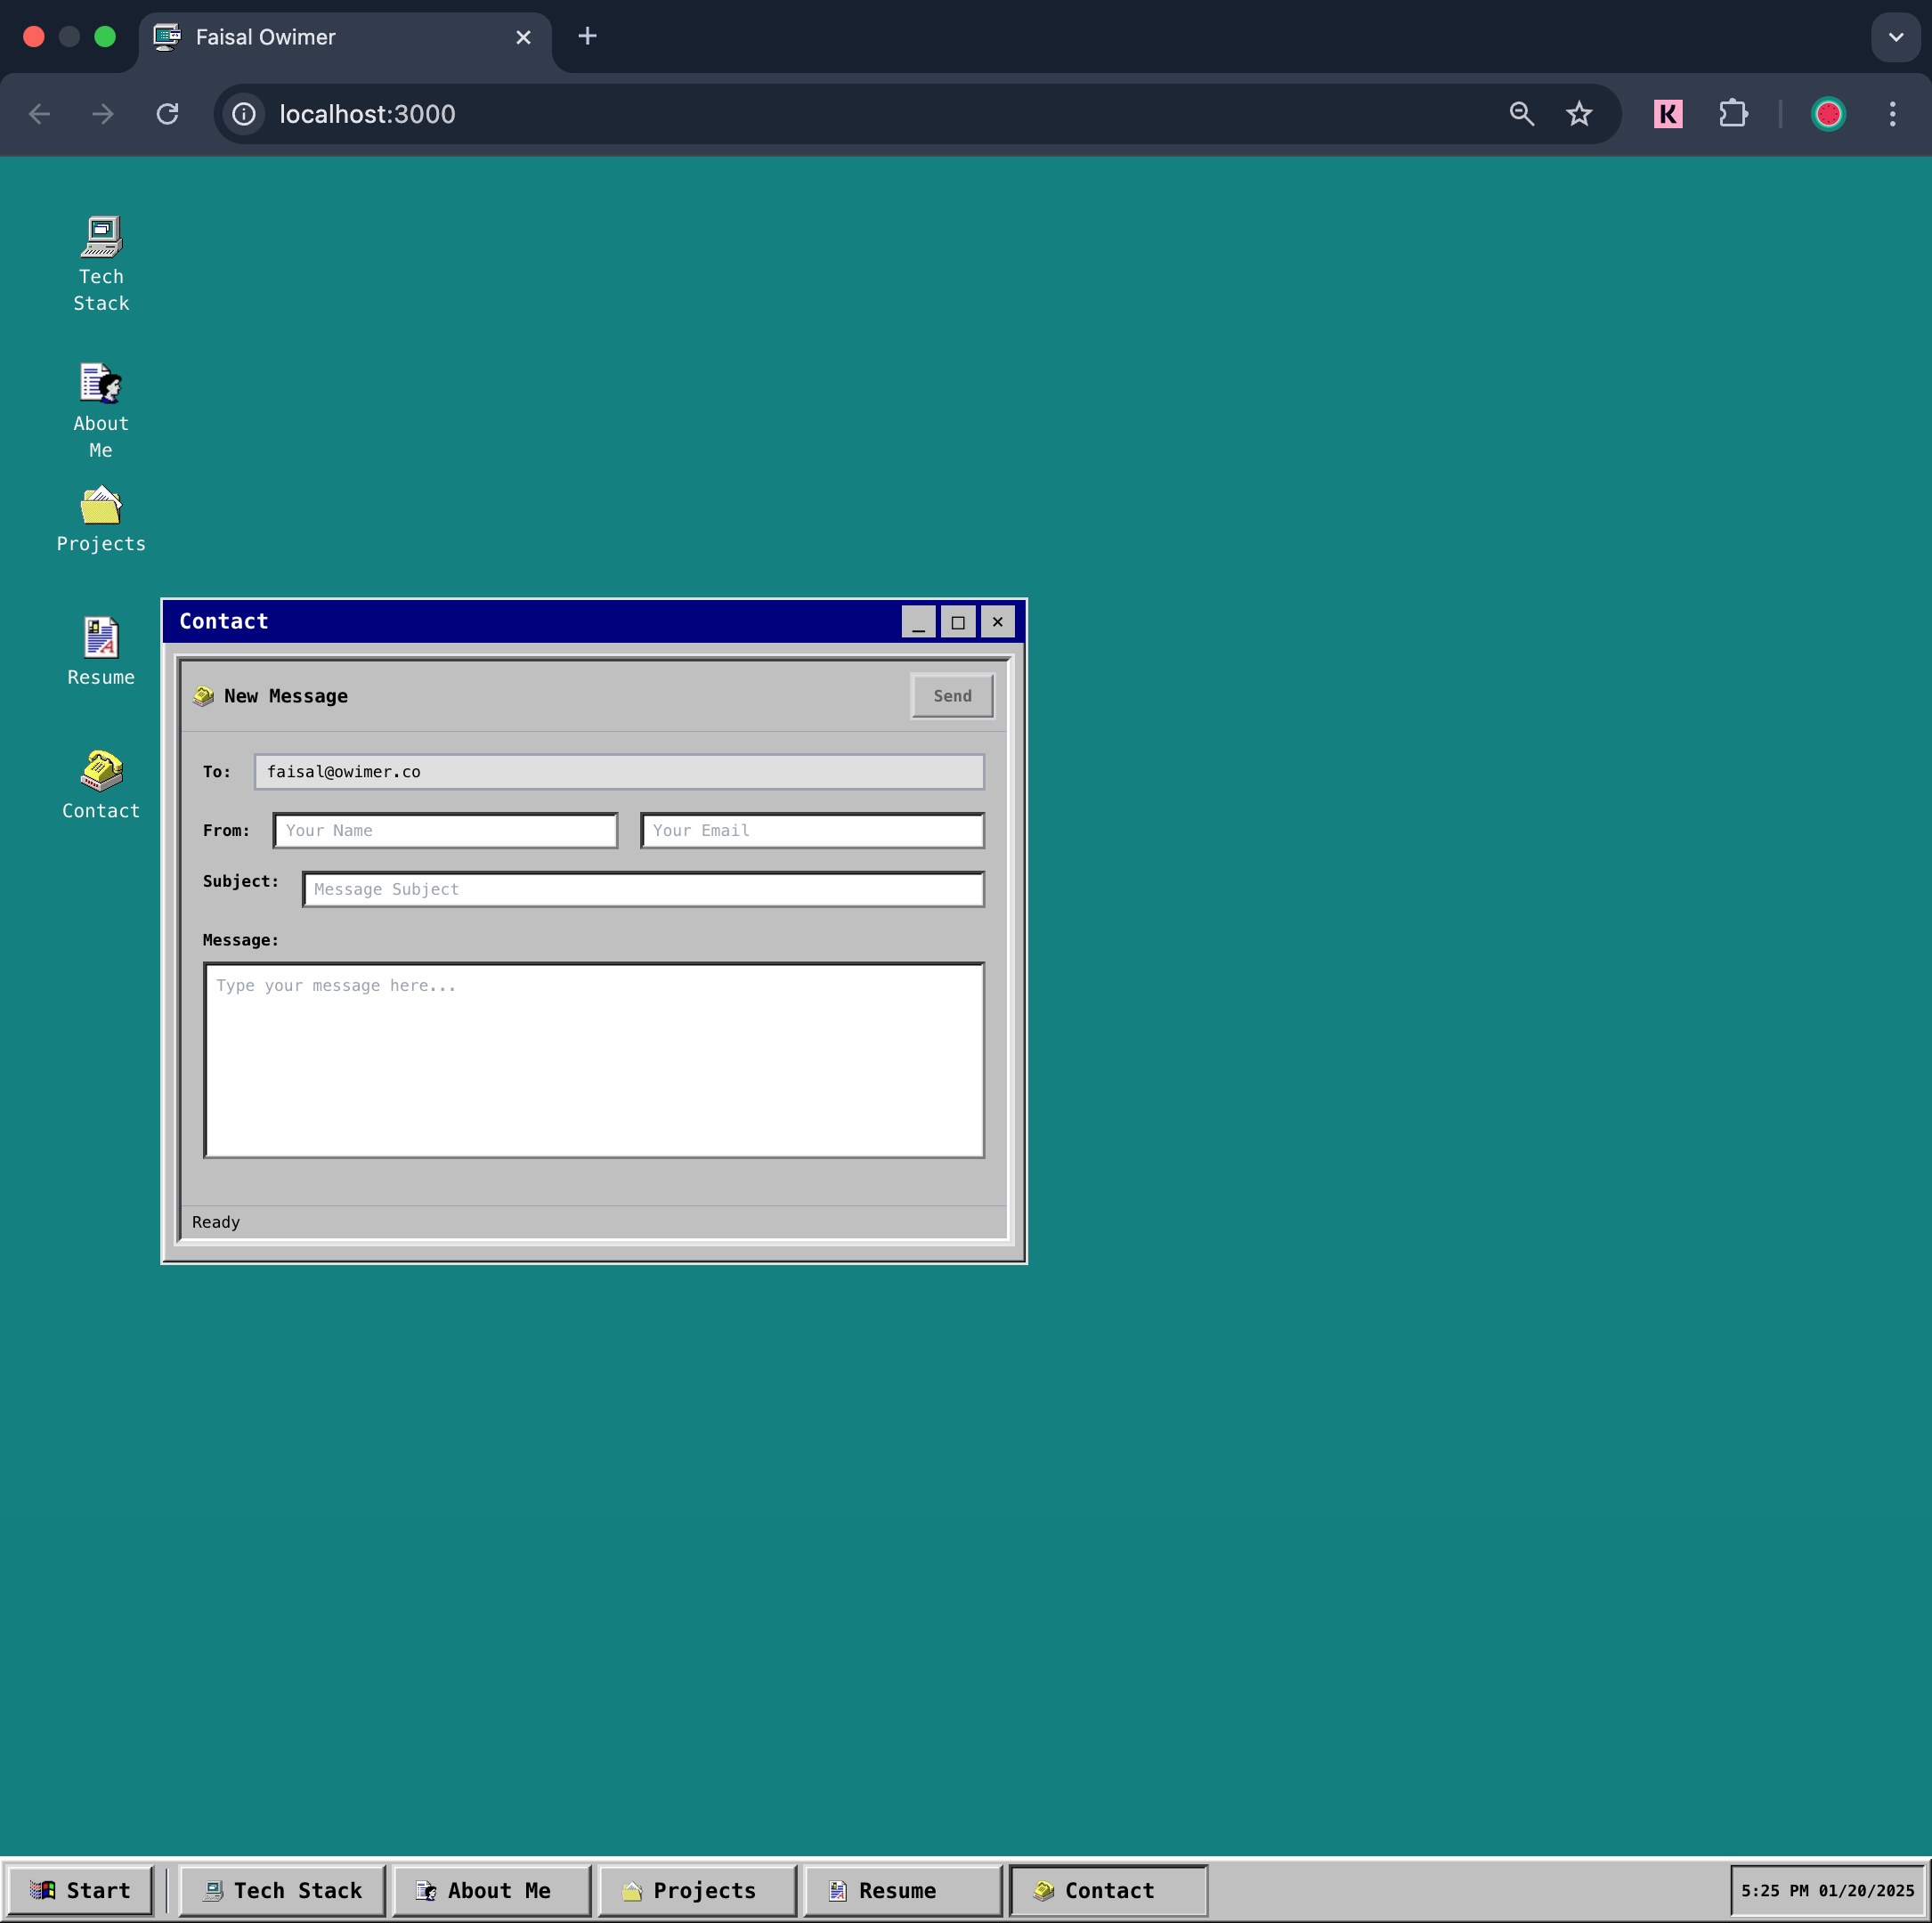 Faisal Owimer
localhost:3000
K
Tech
Stack
About
Me
Projects
Resume
Contact
Contact
New Message
Send
To: faisal@owimer.co
From: Your Name Your Email
Subject: Message Subject
Message:
Type your message here...
Ready
Start Tech Stack About Me Projects Resume Contact 5:25 PM 01/20/2025